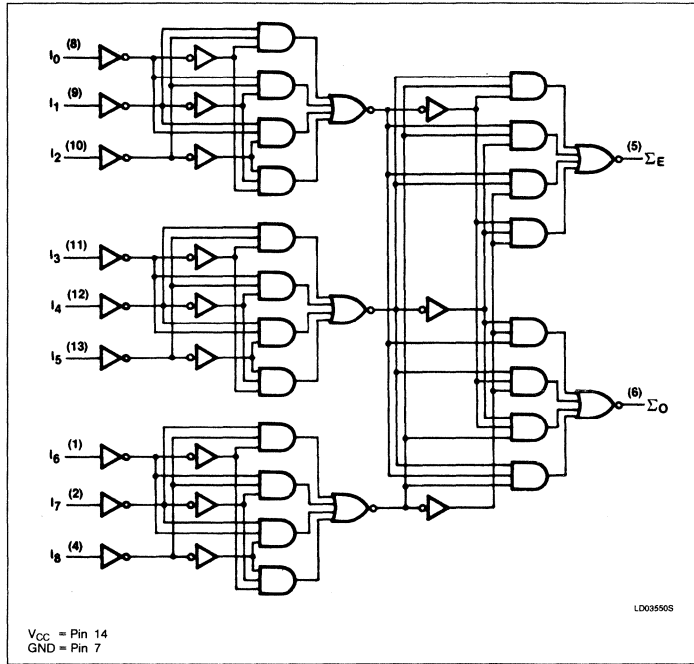 I0 (8)
I1 (9)
I2 (10)
I3 (11)
I4 (12)
I5 (13)
I6 (1)
I7 (2)
I8 (4)
(5) ΣE
(6) ΣO
LD03550S
VCC = Pin 14
GND = Pin 7